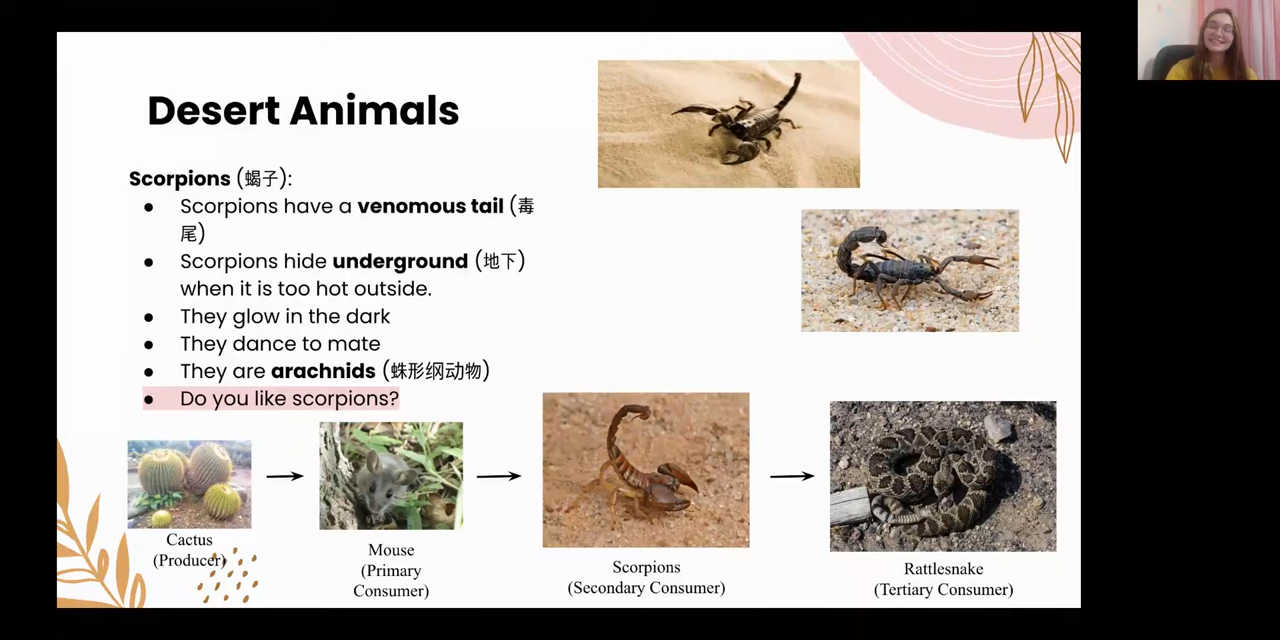 Desert Animals
Scorpions (蝎子):
● Scorpions have a venomous tail (毒
尾)
● Scorpions hide underground (地下)
when it is too hot outside.
● They glow in the dark
● They dance to mate
● They are arachnids (蛛形纲动物)
● Do you like scorpions?
Cactus
(Producer)
Mouse
(Primary
Consumer)
Scorpions
(Secondary Consumer)
Rattlesnake
(Tertiary Consumer)